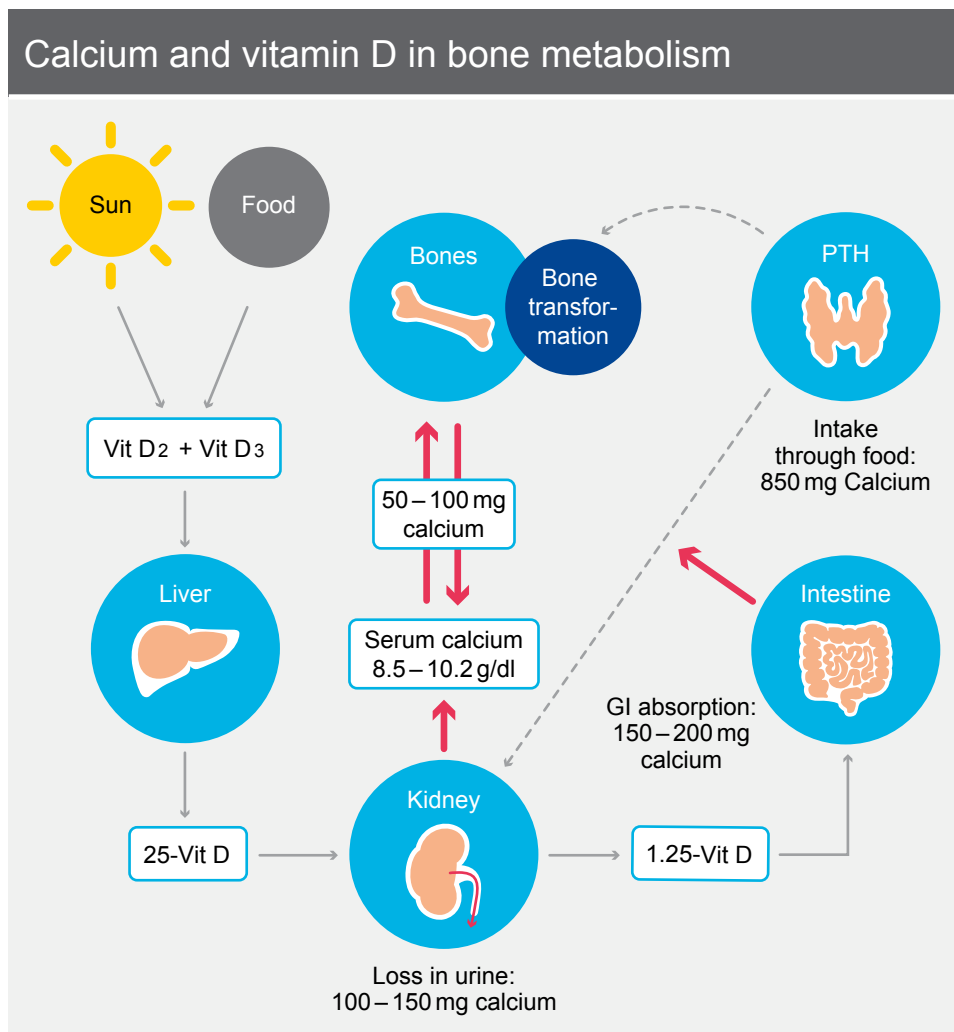 Calcium and vitamin D in bone metabolism
Sun
Food
Bones
Bone
transfor-
mation
PTH
Vit D2 + Vit D3
Intake
through food:
850 mg Calcium
50 – 100 mg
calcium
Liver
Intestine
Serum calcium
8.5 – 10.2 g/dl
GI absorption:
150 – 200 mg
calcium
Kidney
25-Vit D
1.25-Vit D
Loss in urine:
100 – 150 mg calcium